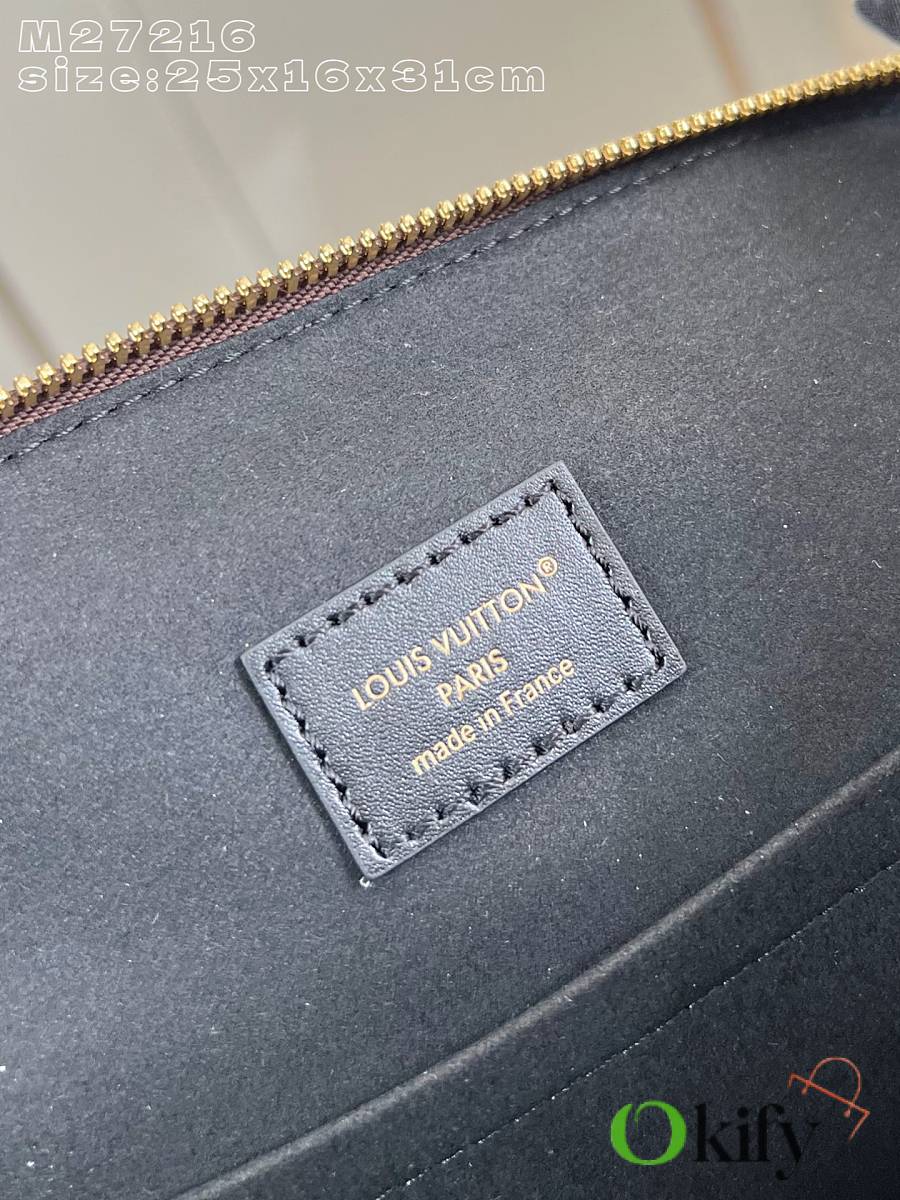 M27216
size:25x16x31cm
LOUIS VUITTON®
PARIS
made in France
Okify